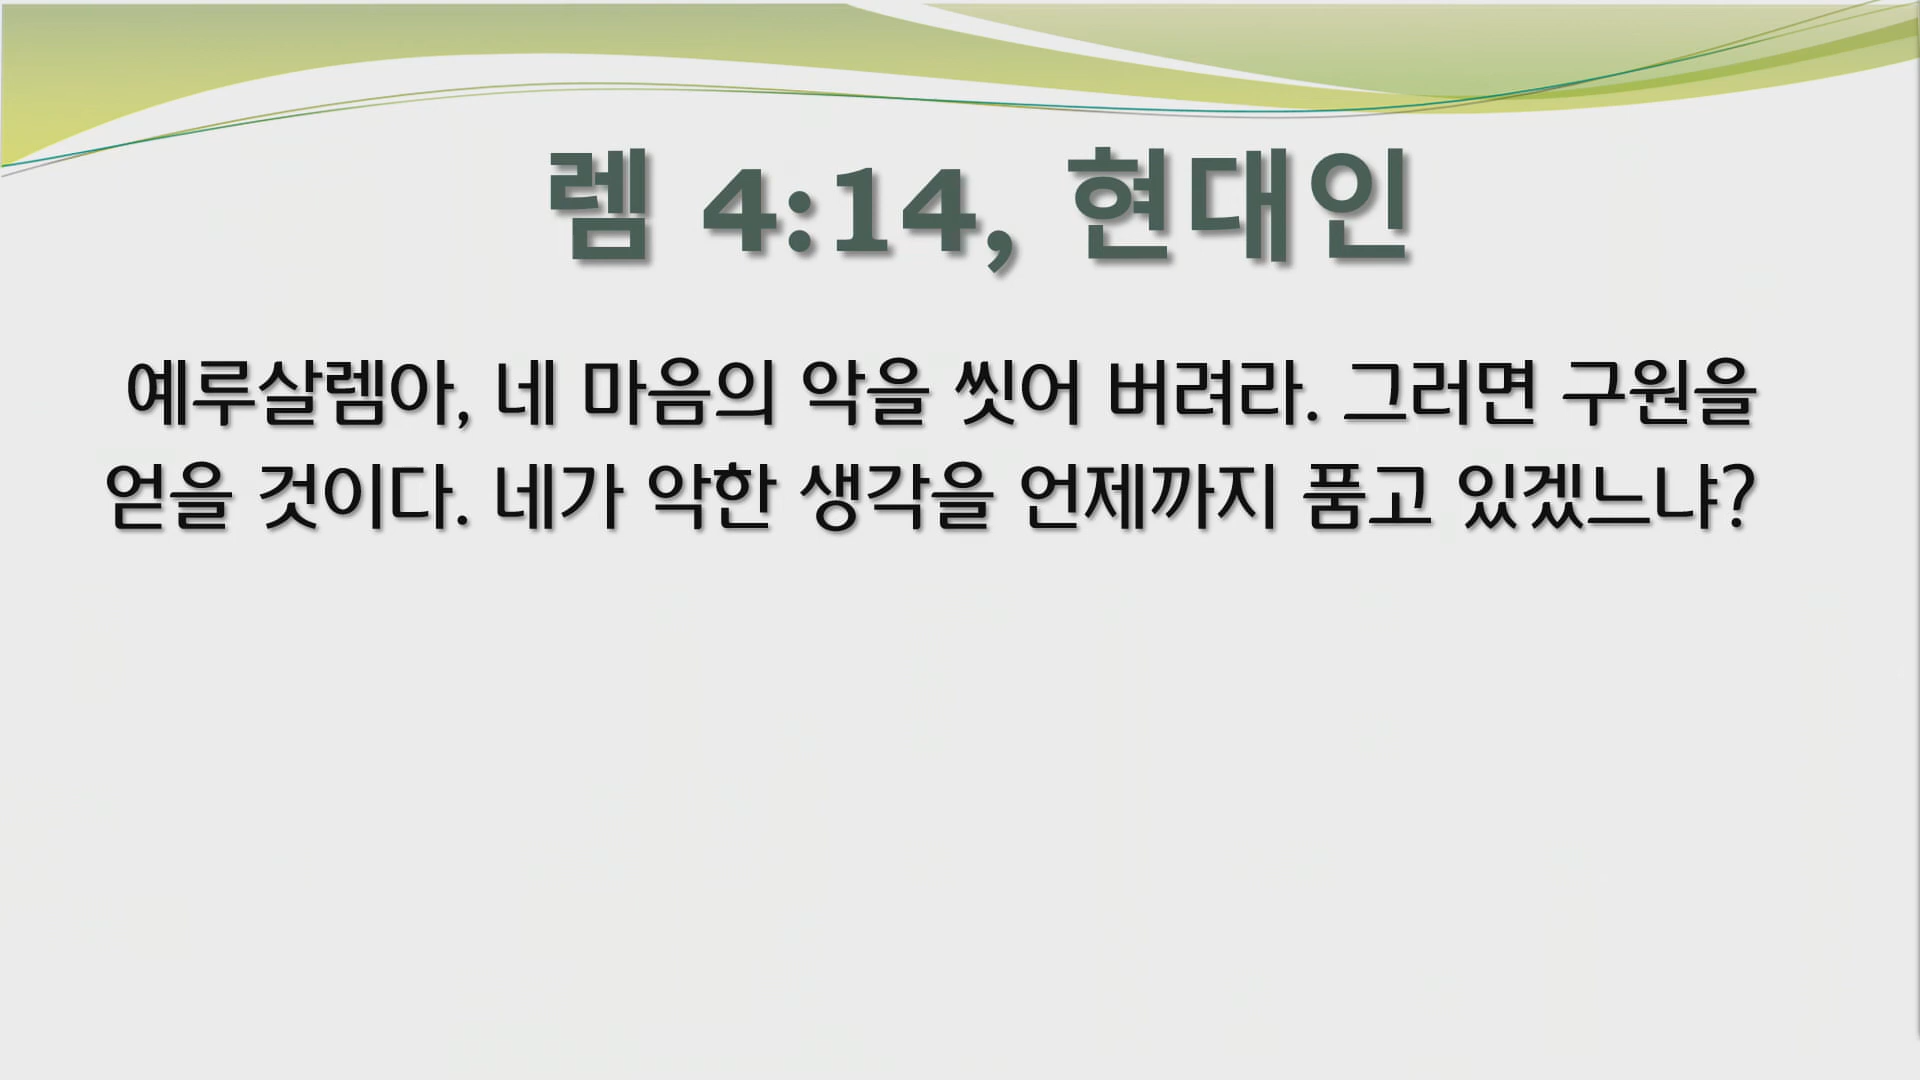 렘 4:14, 현대인
예루살렘아, 네 마음의 악을 씻어 버려라. 그러면 구원을
얻을 것이다. 네가 악한 생각을 언제까지 품고 있겠느냐?